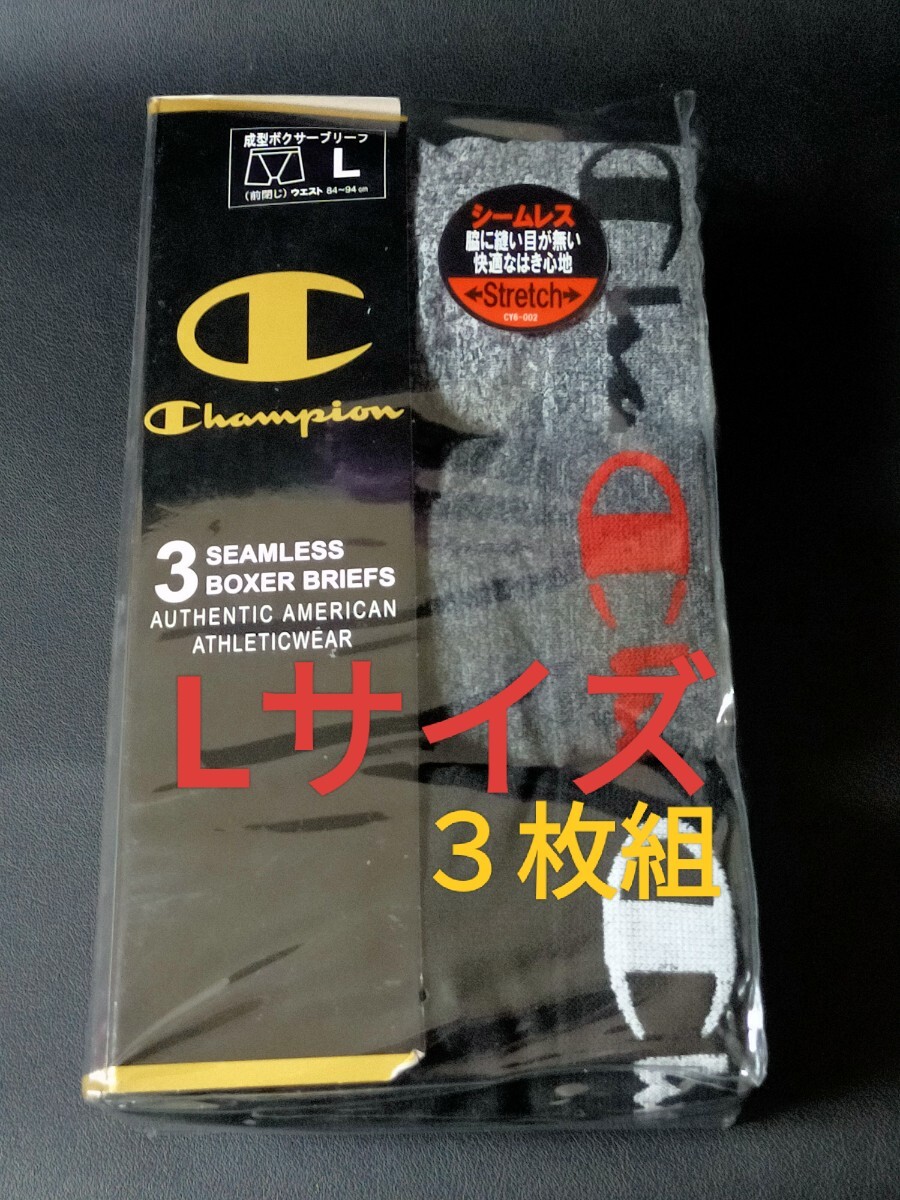 成型ボクサーブリーフ
L
(前閉じ) ウエスト 84〜94cm
シームレス
脇に縫い目が無い
快適なはき心地
Stretch
CY6-002
Champion
3 SEAMLESS
BOXER BRIEFS
AUTHENTIC AMERICAN
ATHLETICWEAR
Lサイズ
３枚組